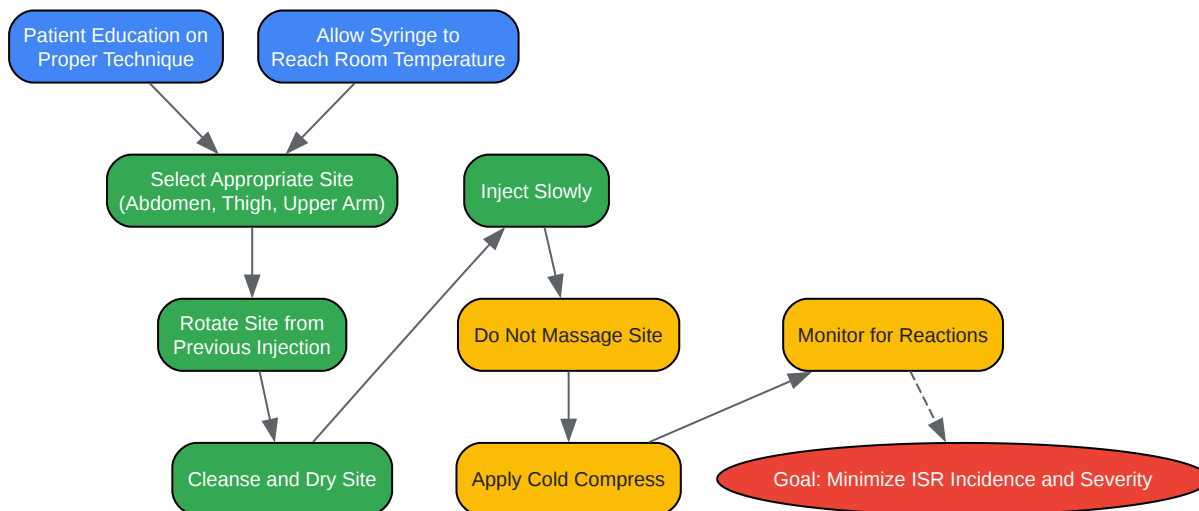 Patient Education on
Proper Technique
Allow Syringe to
Reach Room Temperature
Select Appropriate Site
(Abdomen, Thigh, Upper Arm)
Inject Slowly
Rotate Site from
Previous Injection
Do Not Massage Site
Monitor for Reactions
Cleanse and Dry Site
Apply Cold Compress
Goal: Minimize ISR Incidence and Severity